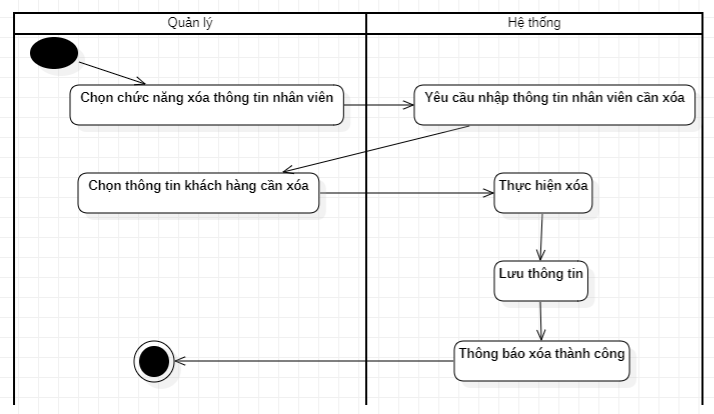 Quản lý
Hệ thống
Chọn chức năng xóa thông tin nhân viên
Yêu cầu nhập thông tin nhân viên cần xóa
Chọn thông tin khách hàng cần xóa
Thực hiện xóa
Lưu thông tin
Thông báo xóa thành công